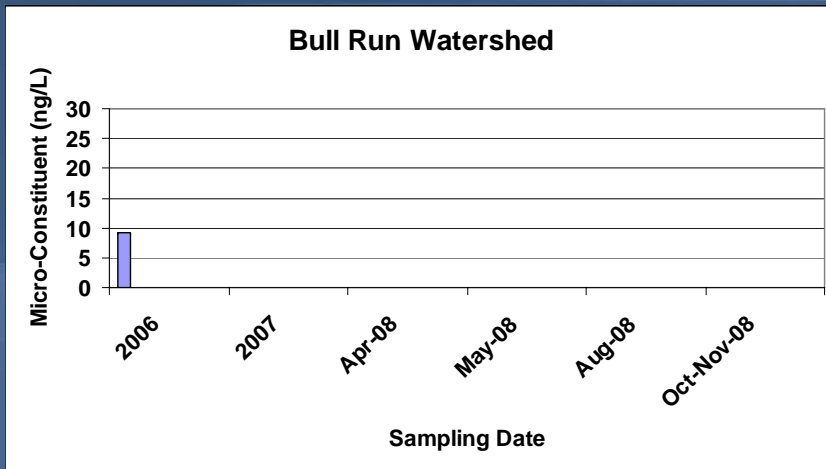 Bull Run Watershed
Micro-Constituent (ng/L)
30
25
20
15
10
5
0
2006
2007
Apr-08
May-08
Aug-08
Oct-Nov-08
Sampling Date